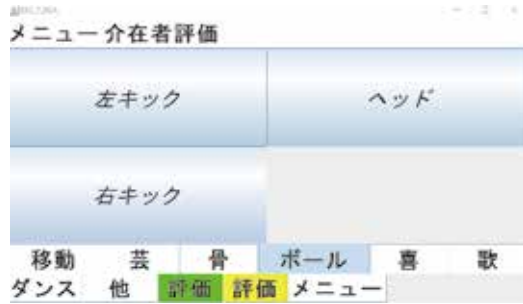 メニュー介在者評価
左キック ヘッド
右キック
移動 芸 骨 ボール 喜 歌
ダンス 他 評価 評価 メニュー